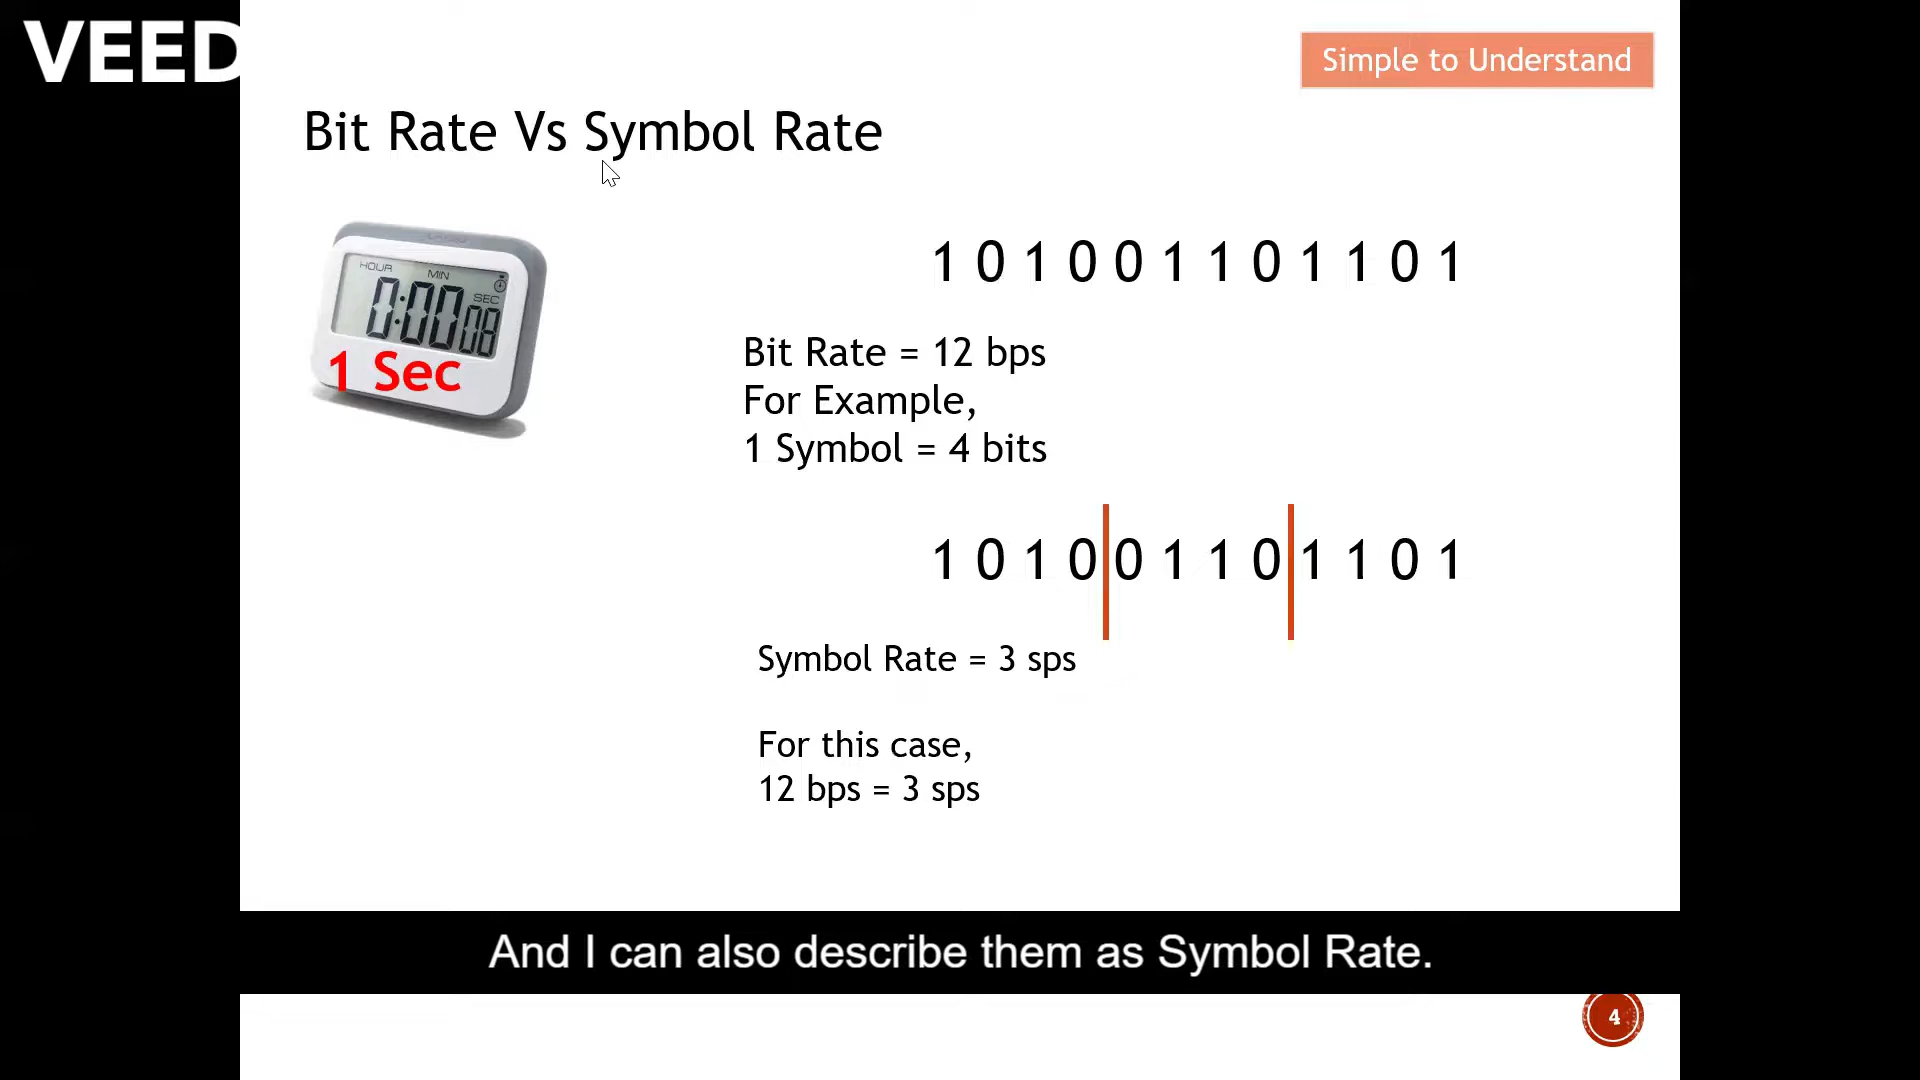 VEED
Simple to Understand
Bit Rate Vs Symbol Rate
1 0 1 0 0 1 1 0 1 1 0 1
HOUR MIN SEC
0:00 08
1 Sec
Bit Rate = 12 bps
For Example,
1 Symbol = 4 bits
1 0 1 0 0 1 1 0 1 1 0 1
Symbol Rate = 3 sps
For this case,
12 bps = 3 sps
And I can also describe them as Symbol Rate.
4